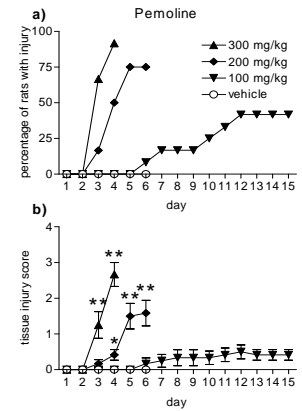 Pemoline
a)
percentage of rats with injury
100
75
50
25
0
300 mg/kg
200 mg/kg
100 mg/kg
vehicle
1 2 3 4 5 6 7 8 9 10 11 12 13 14 15
day
b)
tissue injury score
4
3
2
1
0
**
**
*
**
**
1 2 3 4 5 6 7 8 9 10 11 12 13 14 15
day